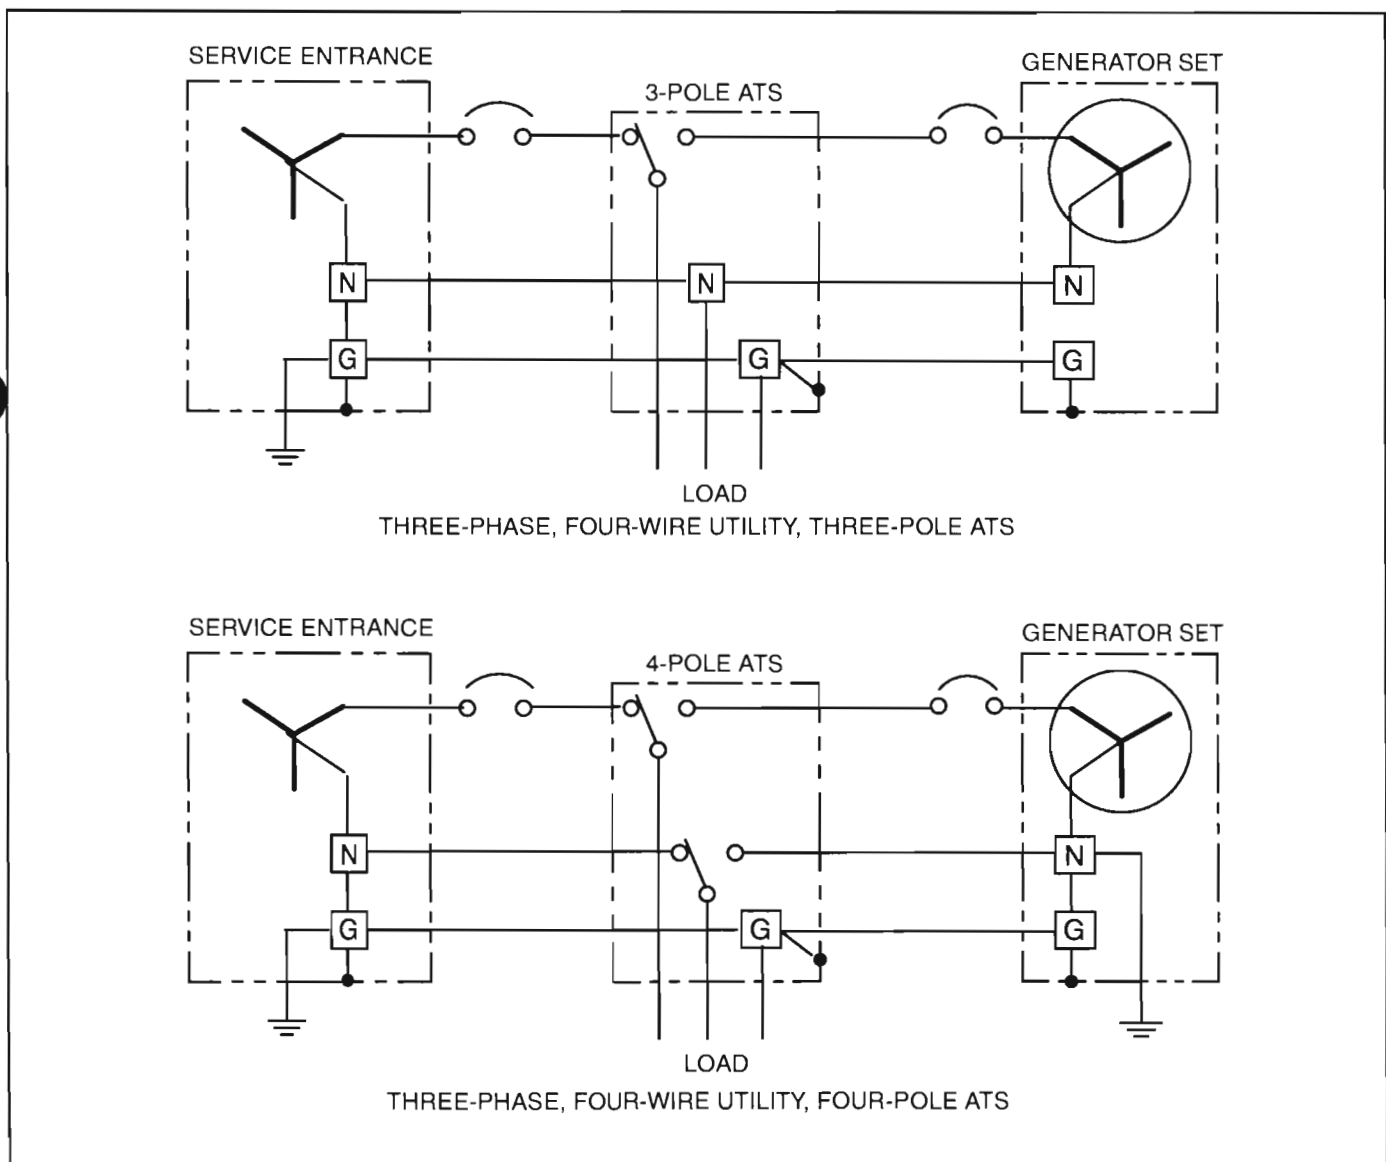 SERVICE ENTRANCE
GENERATOR SET
3-POLE ATS
N
N
N
G
G
G
LOAD
THREE-PHASE, FOUR-WIRE UTILITY, THREE-POLE ATS
SERVICE ENTRANCE
GENERATOR SET
4-POLE ATS
N
N
G
G
G
LOAD
THREE-PHASE, FOUR-WIRE UTILITY, FOUR-POLE ATS